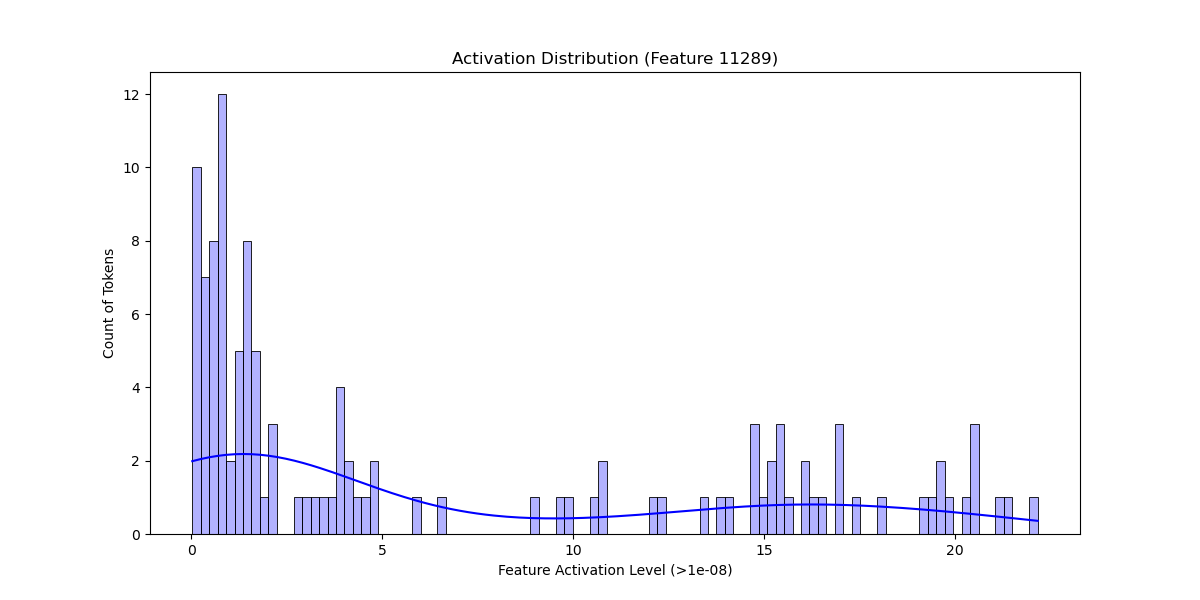 Activation Distribution (Feature 11289)
12
10
8
6
4
2
0
Count of Tokens
0 5 10 15 20
Feature Activation Level (>1e-08)